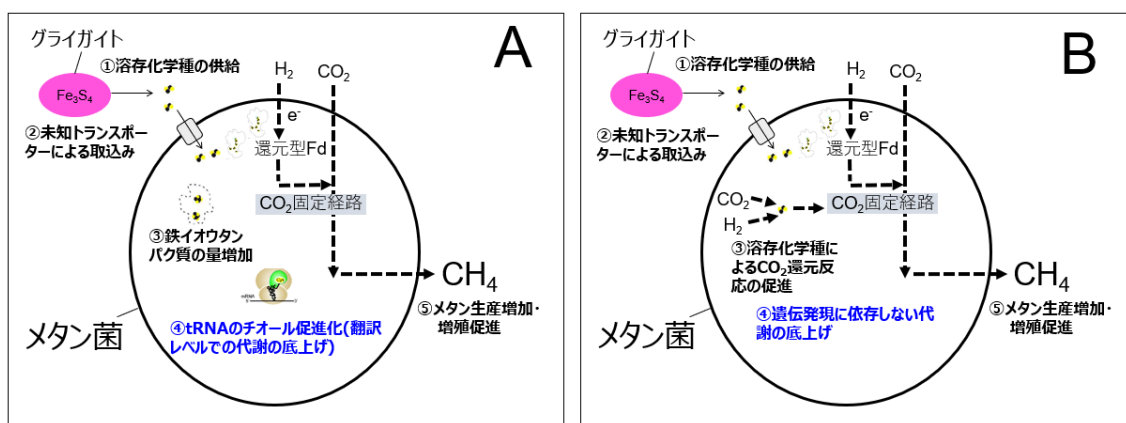 A
グライガイト
①溶存化学種の供給
H2
CO2
Fe3S4
e-
②未知トランスポー
ターによる取込み
還元型Fd
CO2固定経路
③鉄イオウタン
パク質の量増加
mRNA
CH4
⑤メタン生産増加・
増殖促進
メタン菌
④tRNAのチオール促進化(翻訳
レベルでの代謝の底上げ)
B
グライガイト
①溶存化学種の供給
H2
CO2
Fe3S4
e-
②未知トランスポー
ターによる取込み
還元型Fd
CO2
H2
CO2固定経路
③溶存化学種に
よるCO2還元反
応の促進
CH4
⑤メタン生産増加・
増殖促進
メタン菌
④遺伝発現に依存しない代
謝の底上げ